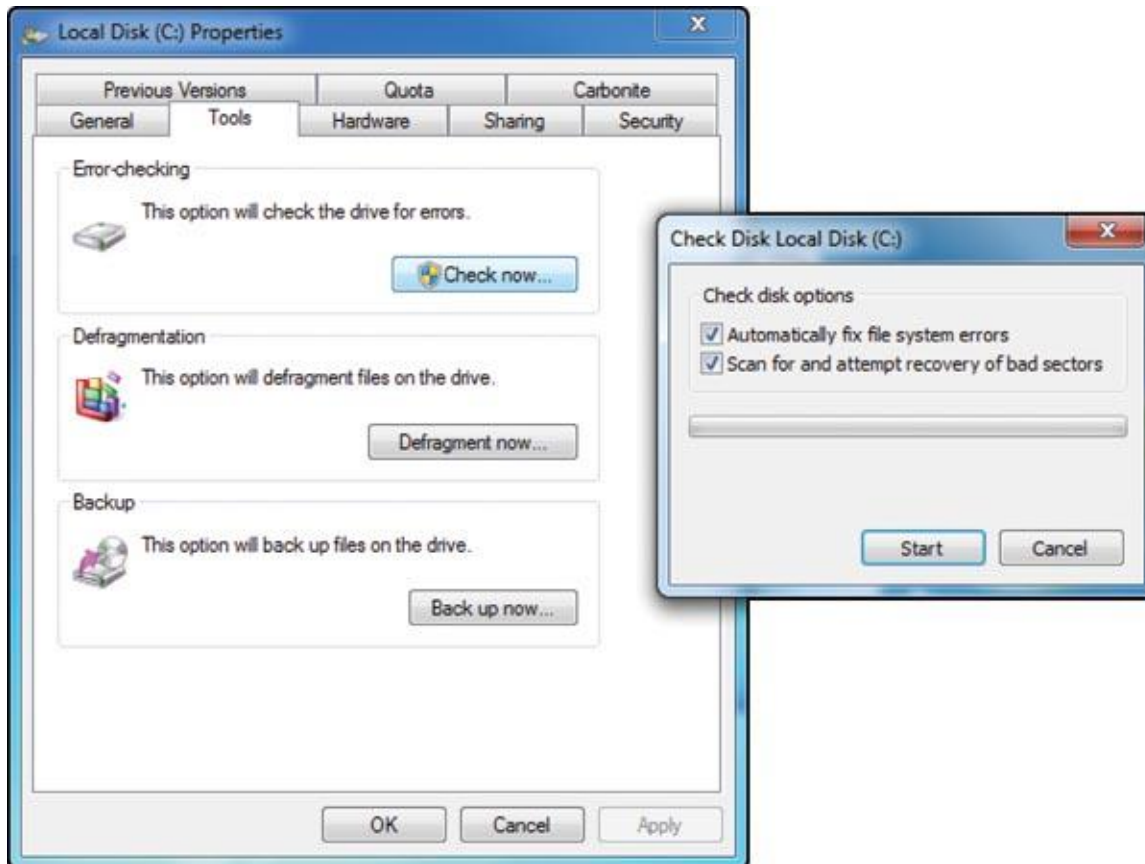 Local Disk (C:) Properties
Previous Versions
Quota
Carbonite
General
Tools
Hardware
Sharing
Security
Error-checking
This option will check the drive for errors.
Check now...
Defragmentation
This option will defragment files on the drive.
Defragment now...
Backup
This option will back up files on the drive.
Back up now...
OK
Cancel
Apply
Check Disk Local Disk (C:)
Check disk options
Automatically fix file system errors
Scan for and attempt recovery of bad sectors
Start
Cancel